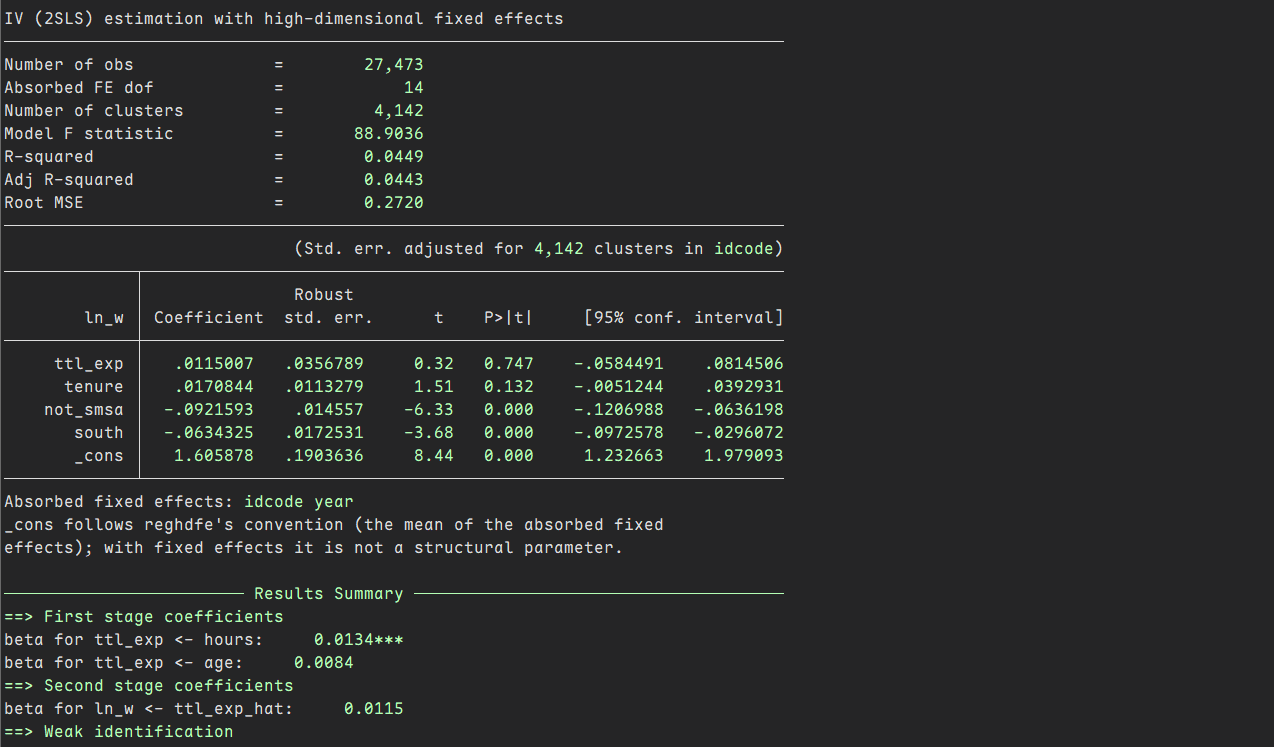 IV (2SLS) estimation with high-dimensional fixed effects
Number of obs = 27,473
Absorbed FE dof = 14
Number of clusters = 4,142
Model F statistic = 88.9036
R-squared = 0.0449
Adj R-squared = 0.0443
Root MSE = 0.2720
(Std. err. adjusted for 4,142 clusters in idcode)
Robust
ln_w Coefficient std. err. t P>|t| [95% conf. interval]
ttl_exp .0115007 .0356789 0.32 0.747 -.0584491 .0814506
tenure .0170844 .0113279 1.51 0.132 -.0051244 .0392931
not_smsa -.0921593 .014557 -6.33 0.000 -.1206988 -.0636198
south -.0634325 .0172531 -3.68 0.000 -.0972578 -.0296072
_cons 1.605878 .1903636 8.44 0.000 1.232663 1.979093
Absorbed fixed effects: idcode year
_cons follows reghdfe's convention (the mean of the absorbed fixed
effects); with fixed effects it is not a structural parameter.
Results Summary
==> First stage coefficients
beta for ttl_exp <- hours: 0.0134***
beta for ttl_exp <- age: 0.0084
==> Second stage coefficients
beta for ln_w <- ttl_exp_hat: 0.0115
==> Weak identification